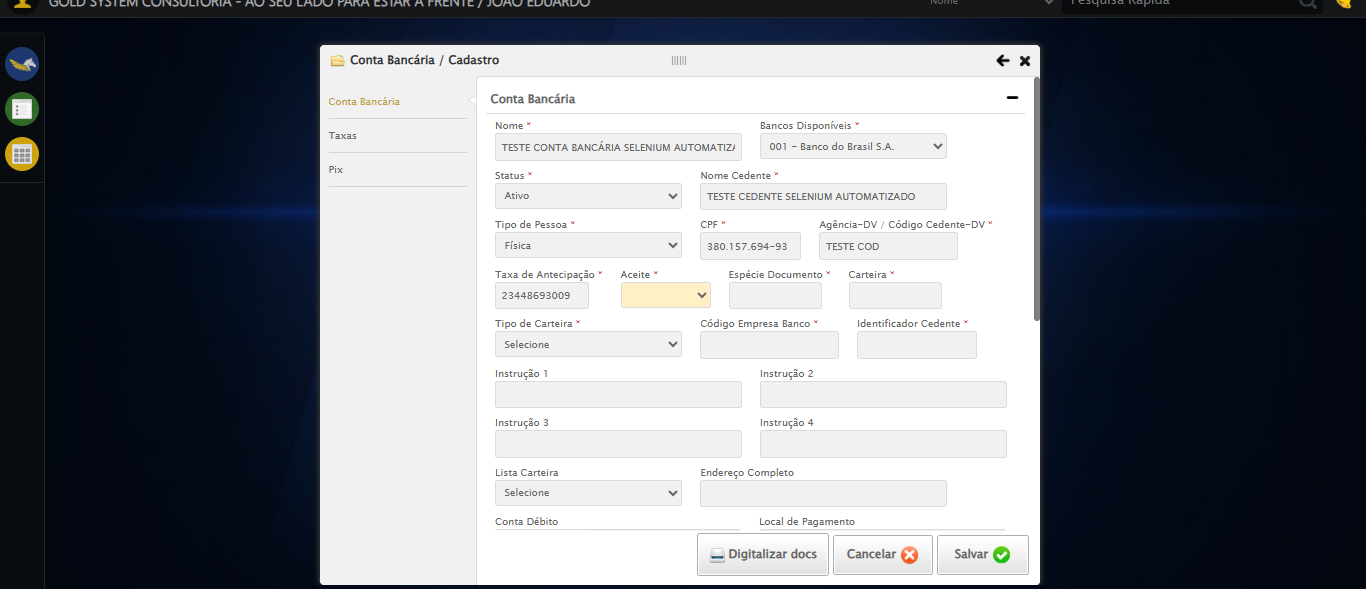 GOLD SYSTEM CONSULTORIA - AO SEU LADO PARA ESTAR À FRENTE / JOÃO EDUARDO
Nome
Pesquisa Rápida
Conta Bancária / Cadastro
Conta Bancária
Taxas
Pix
Conta Bancária
Nome * Bancos Disponíveis *
TESTE CONTA BANCÁRIA SELENIUM AUTOMATIZA 001 - Banco do Brasil S.A.
Status * Nome Cedente *
Ativo TESTE CEDENTE SELENIUM AUTOMATIZADO
Tipo de Pessoa * CPF * Agência-DV / Código Cedente-DV *
Física 380.157.694-93 TESTE COD
Taxa de Antecipação * Aceite * Espécie Documento * Carteira *
23448693009
Tipo de Carteira * Código Empresa Banco * Identificador Cedente *
Selecione
Instrução 1 Instrução 2
Instrução 3 Instrução 4
Lista Carteira Endereço Completo
Selecione
Conta Débito Local de Pagamento
Digitalizar docs Cancelar Salvar